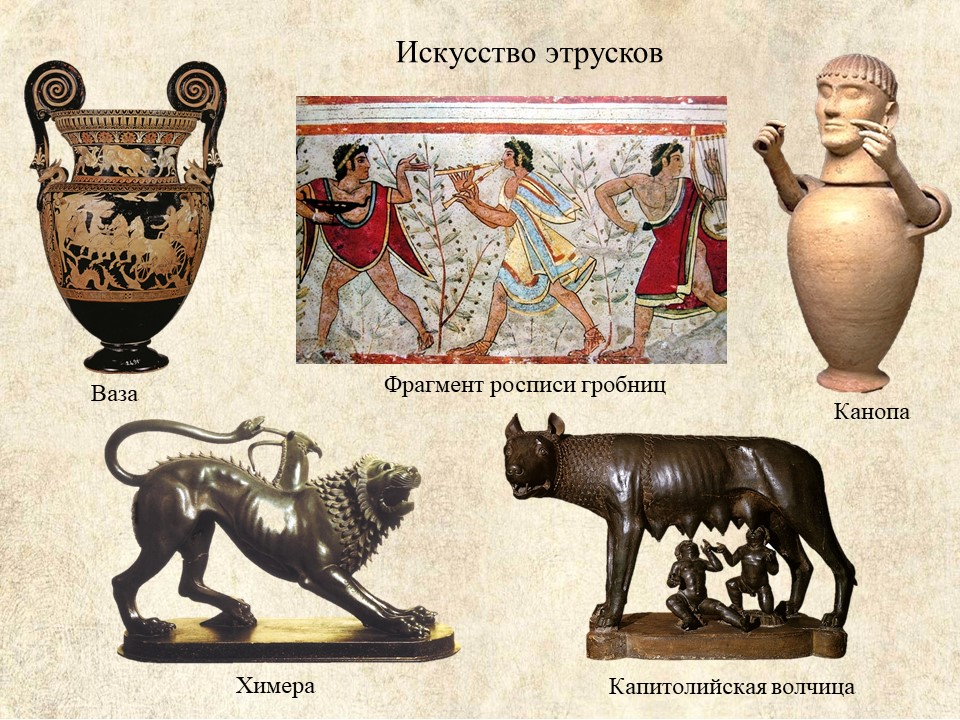 Искусство этрусков
Ваза
Фрагмент росписи гробниц
Канопа
Химера
Капитолийская волчица